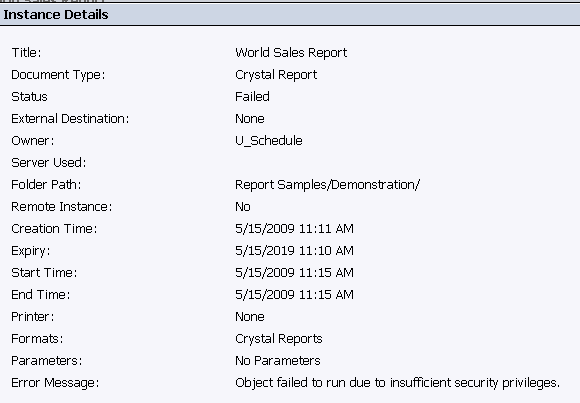 Instance Details
Title: World Sales Report
Document Type: Crystal Report
Status Failed
External Destination: None
Owner: U_Schedule
Server Used:
Folder Path: Report Samples/Demonstration/
Remote Instance: No
Creation Time: 5/15/2009 11:11 AM
Expiry: 5/15/2019 11:10 AM
Start Time: 5/15/2009 11:15 AM
End Time: 5/15/2009 11:15 AM
Printer: None
Formats: Crystal Reports
Parameters: No Parameters
Error Message: Object failed to run due to insufficient security privileges.